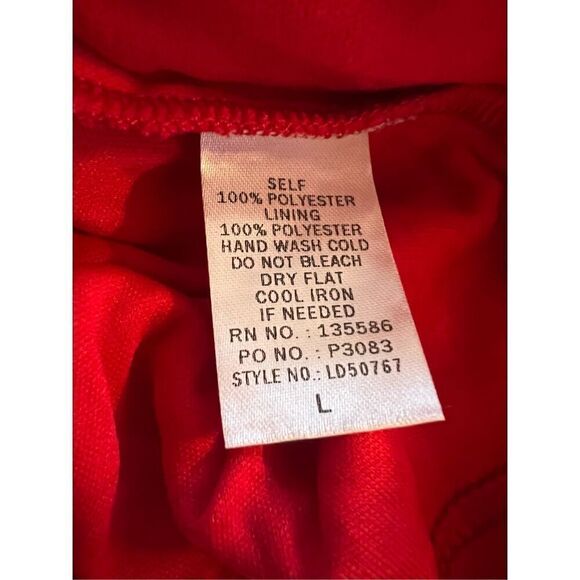 SELF
100% POLYESTER
LINING
100% POLYESTER
HAND WASH COLD
DO NOT BLEACH
DRY FLAT
COOL IRON
IF NEEDED
RN NO. : 135586
PO NO. : P3083
STYLE NO.: LD50767
L